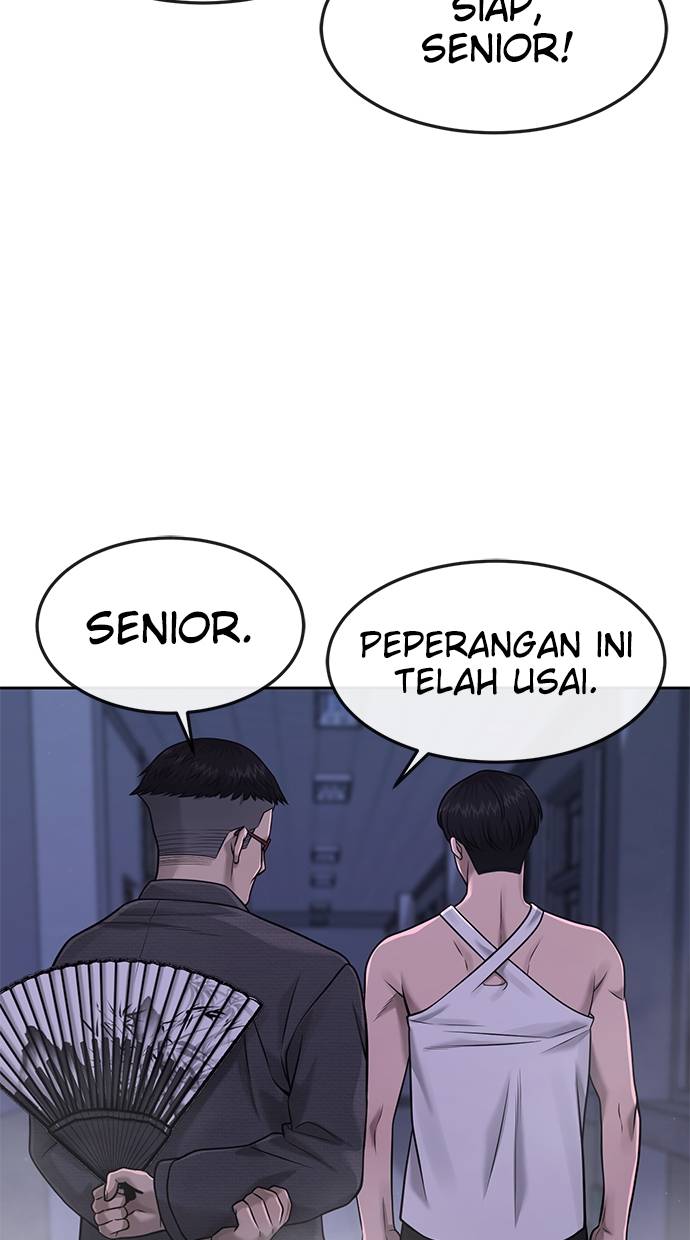 SIAP,
SENIOR!
SENIOR.
PEPERANGAN INI
TELAH USAI.